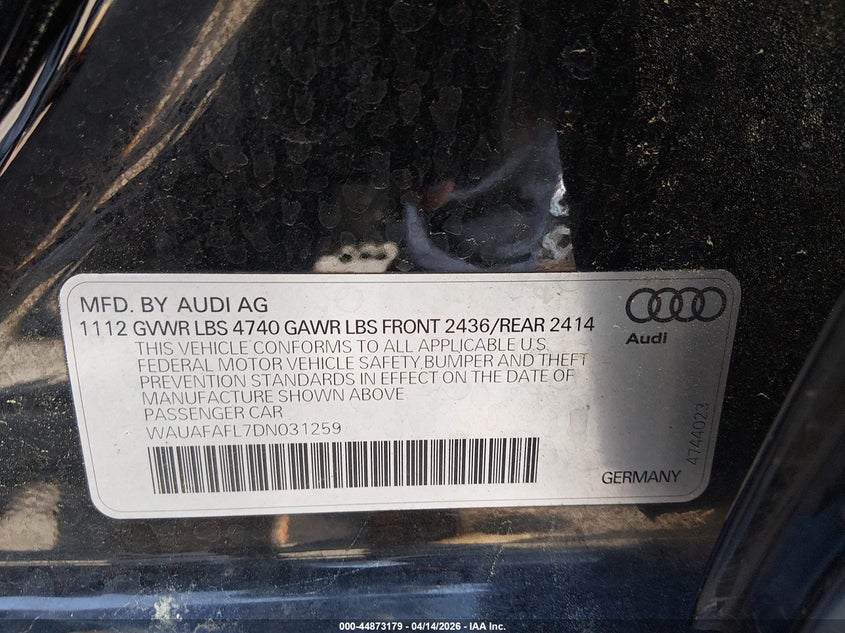 MFD. BY AUDI AG
1112 GVWR LBS 4740 GAWR LBS FRONT 2436/REAR 2414
THIS VEHICLE CONFORMS TO ALL APPLICABLE U.S.
FEDERAL MOTOR VEHICLE SAFETY,BUMPER AND THEFT
PREVENTION STANDARDS IN EFFECT ON THE DATE OF
MANUFACTURE SHOWN ABOVE
PASSENGER CAR
WAUAFAFL7DN031259
Audi
4744023
GERMANY
000-44873179 - 04/14/2026 - IAA Inc.